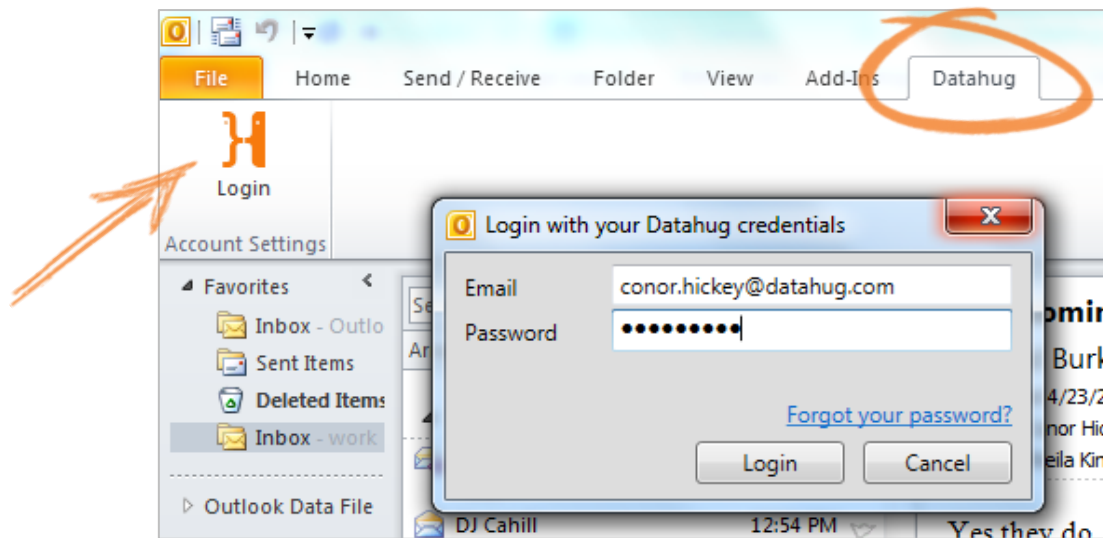 File Home Send / Receive Folder View Add-Ins Datahug
Login
Account Settings
Login with your Datahug credentials
Email conor.hickey@datahug.com
Password
Forgot your password?
Login Cancel
Favorites
Inbox - Outlo
Sent Items
Deleted Items
Inbox - work
Outlook Data File
DJ Cahill 12:54 PM
Yes they do